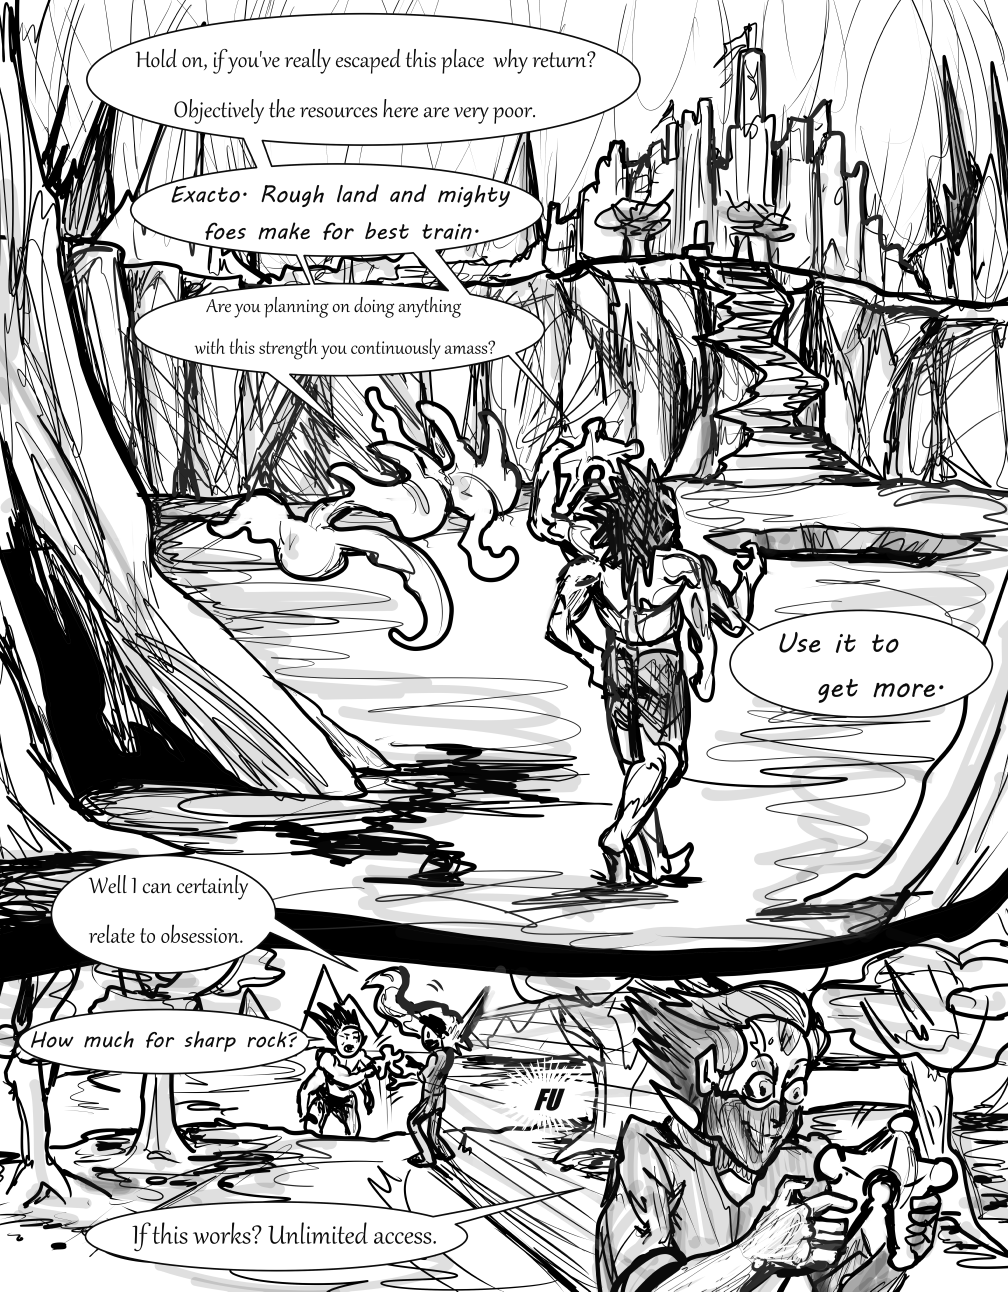 Hold on, if you've really escaped this place why return?
Objectively the resources here are very poor.
Exacto. Rough land and mighty
foes make for best train.
Are you planning on doing anything
with this strength you continuously amass?
Use it to
get more.
Well I can certainly
relate to obsession.
How much for sharp rock?
FU
If this works? Unlimited access.